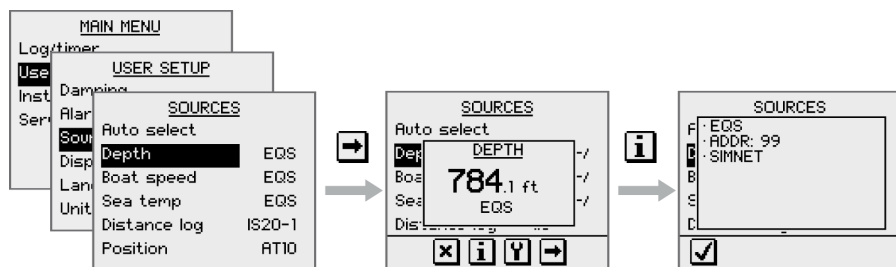 MAIN MENU
Log/timer
Use
Inst
Ser
USER SETUP
Damping
Alar
Sour
Disp
Lan
Unit
SOURCES
Auto select
Depth EQS
Boat speed EQS
Sea temp EQS
Distance log IS20-1
Position AT10
SOURCES
Auto select
Dep
DEPTH
784.1 ft
EQS
Boa
Sea
SOURCES
· EQS
· ADDR: 99
· SIMNET